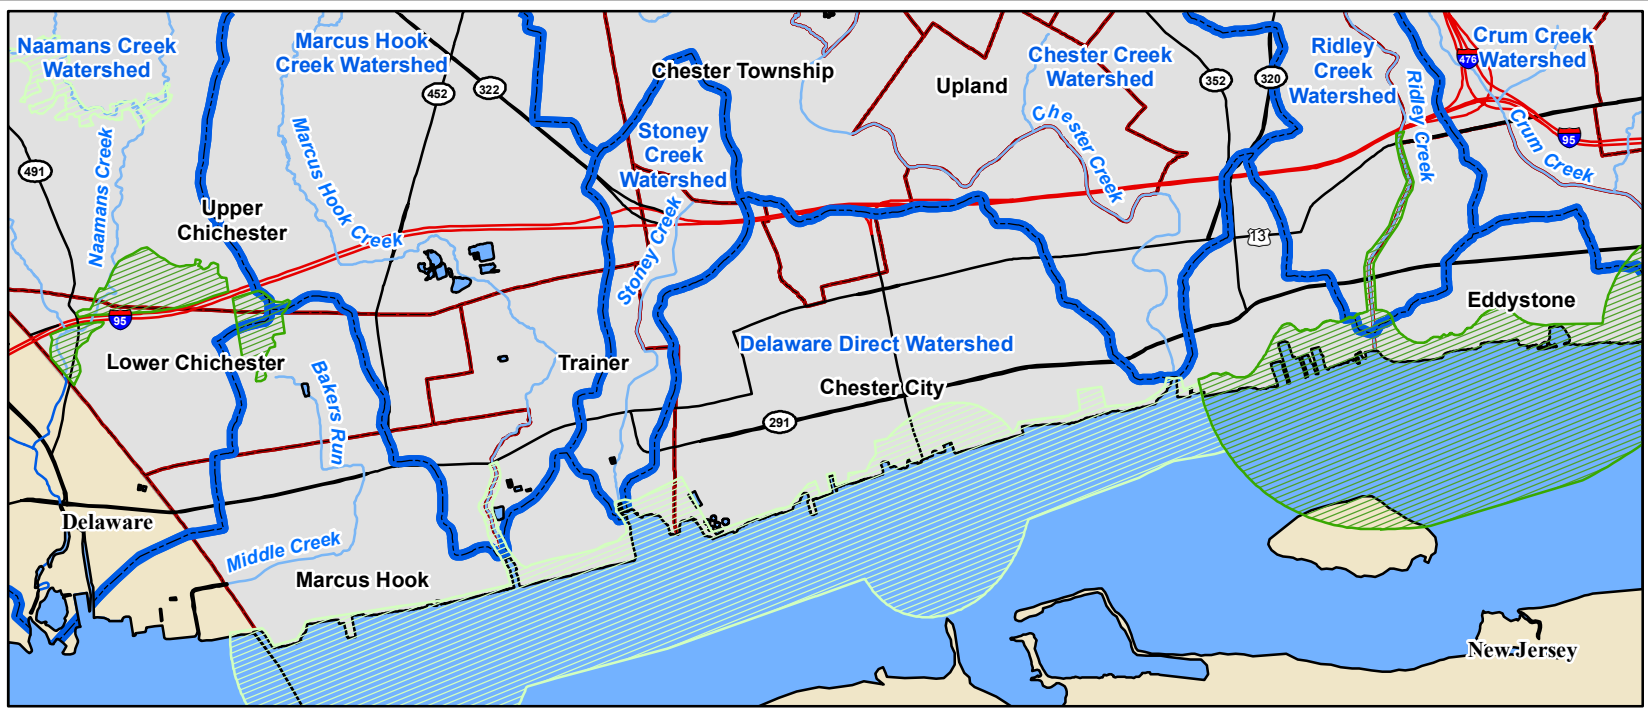 Naamans Creek
Watershed
Marcus Hook
Creek Watershed
452
322
Chester Township
Upland
Chester Creek
Watershed
352
320
Ridley
Creek
Watershed
Crum Creek
Watershed
476
95
491
Naamans Creek
Marcus Hook Creek
Stoney
Creek
Watershed
Chester Creek
Ridley Creek
Crum Creek
Upper
Chichester
Stoney Creek
13
95
Lower Chichester
Bakers Run
Trainer
Delaware Direct Watershed
Chester City
291
Eddystone
Delaware
Middle Creek
Marcus Hook
New Jersey